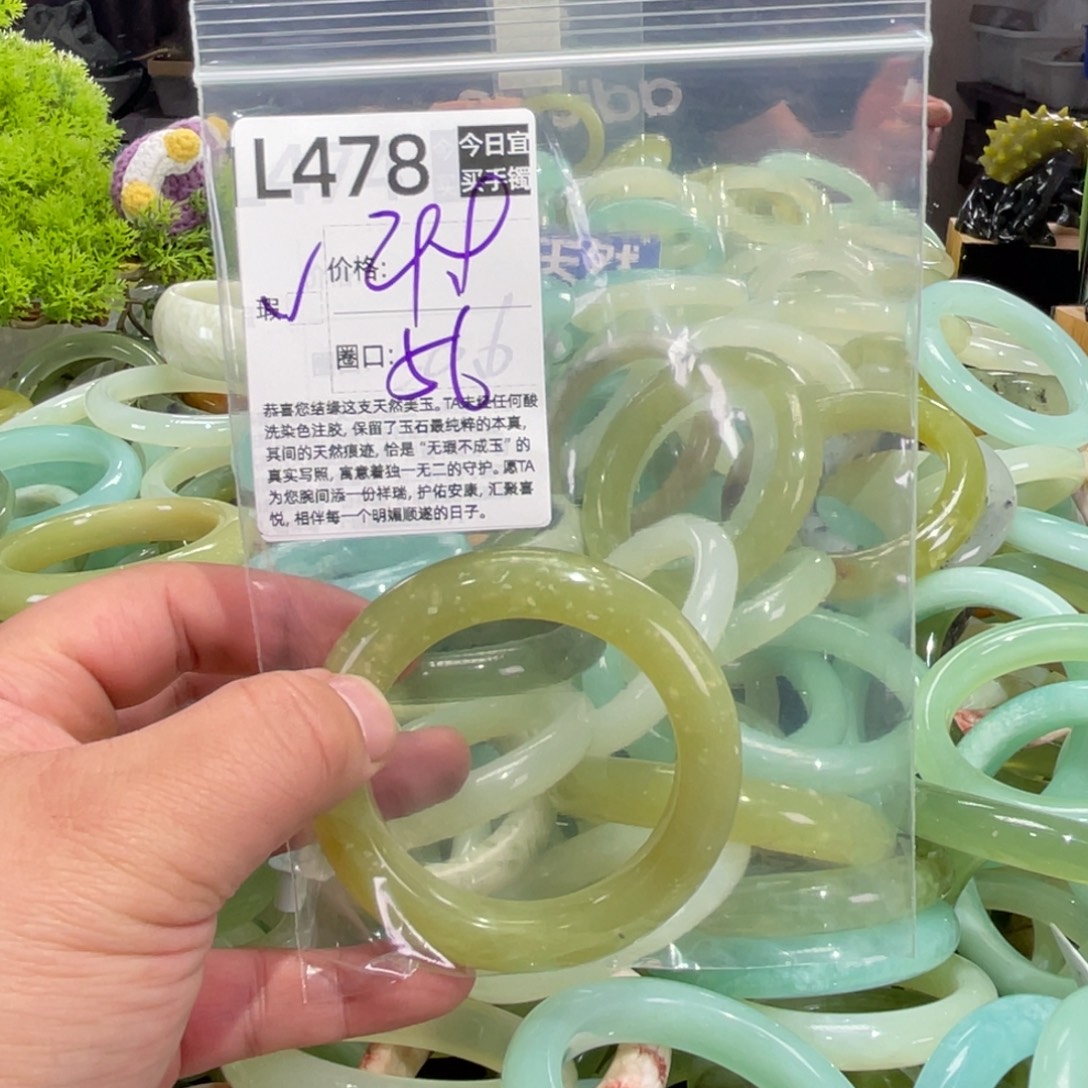 L478
今日宜
买手镯
价格:
瑕
圈口: 56
恭喜您结缘这支天然美玉。TA未经任何酸
洗染色注胶, 保留了玉石最纯粹的本真,
其间的天然痕迹, 恰是“无瑕不成玉”的
真实写照, 寓意着独一无二的守护。愿TA
为您腕间添一份祥瑞, 护佑安康, 汇聚喜
悦, 相伴每一个明媚顺遂的日子。
天然